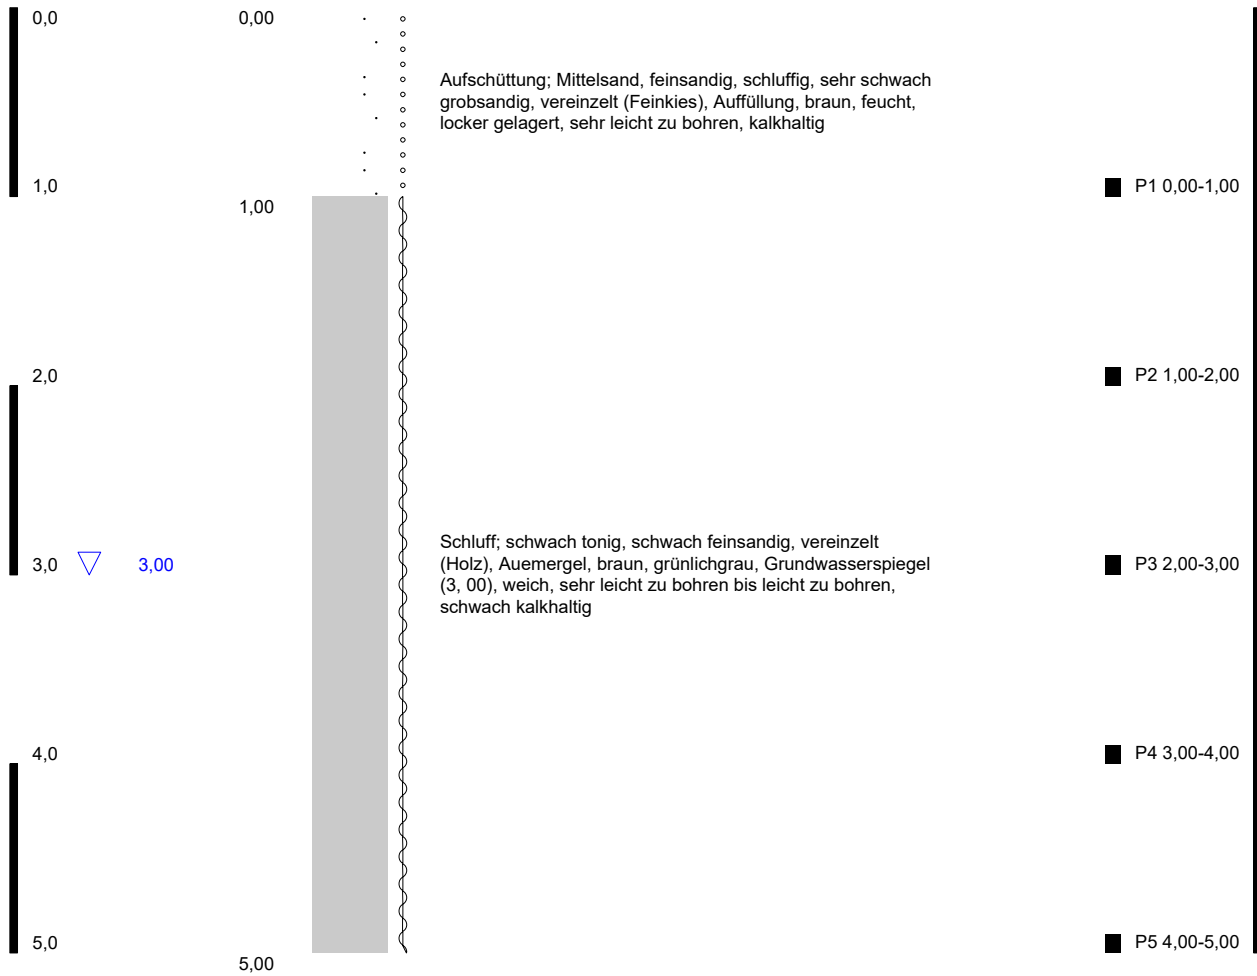 0,0
0,00
Aufschüttung; Mittelsand, feinsandig, schluffig, sehr schwach
grobsandig, vereinzelt (Feinkies), Auffüllung, braun, feucht,
locker gelagert, sehr leicht zu bohren, kalkhaltig
1,0
P1 0,00-1,00
1,00
2,0
P2 1,00-2,00
Schluff; schwach tonig, schwach feinsandig, vereinzelt
(Holz), Auemergel, braun, grünlichgrau, Grundwasserspiegel
(3, 00), weich, sehr leicht zu bohren bis leicht zu bohren,
schwach kalkhaltig
3,0
3,00
P3 2,00-3,00
4,0
P4 3,00-4,00
5,0
P5 4,00-5,00
5,00